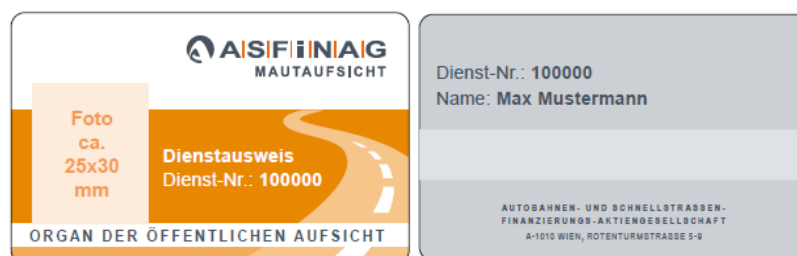 ASFiNAG
MAUTAUFSICHT
Foto
ca.
25x30
mm
Dienstausweis
Dienst-Nr.: 100000
ORGAN DER ÖFFENTLICHEN AUFSICHT
Dienst-Nr.: 100000
Name: Max Mustermann
AUTOBAHNEN- UND SCHNELLSTRASSEN-
FINANZIERUNGS-AKTIENGESELLSCHAFT
A-1010 WIEN, ROTENTURMSTRASSE 5-9